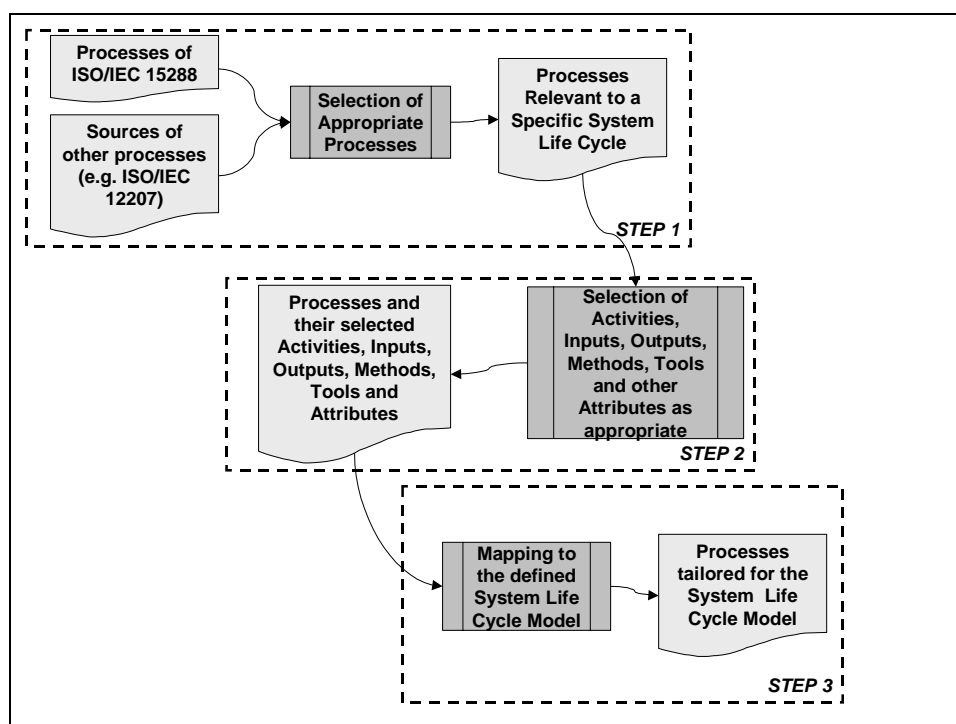 Processes of
ISO/IEC 15288
Sources of
other processes
(e.g. ISO/IEC
12207)
Selection of
Appropriate
Processes
Processes
Relevant to a
Specific System
Life Cycle
STEP 1
Selection of
Activities,
Inputs, Outputs,
Methods, Tools
and other
Attributes as
appropriate
Processes and
their selected
Activities, Inputs,
Outputs, Methods,
Tools and
Attributes
STEP 2
Mapping to
the defined
System Life
Cycle Model
Processes
tailored for the
System Life
Cycle Model
STEP 3